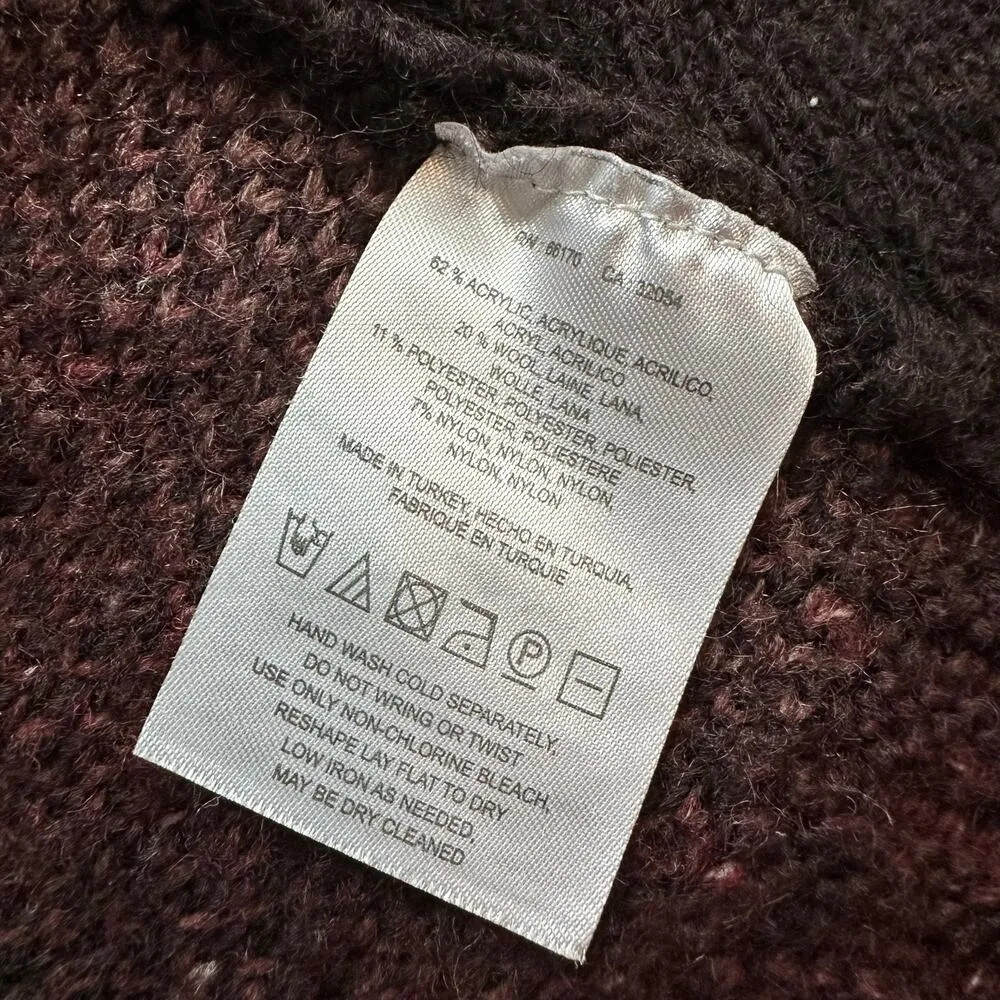 66170 CA
62 % ACRYLIC, ACRYLIQUE, ACRILICO.
ACRYL, ACRILICO
20 % WOOL, LAINE, LANA,
WOLLE, LANA
11 % POLYESTER, POLYESTER, POLIESTER,
POLYESTER, POLIESTERE
7% NYLON, NYLON, NYLON,
NYLON, NYLON
MADE IN TURKEY, HECHO EN TURQUIA,
FABRIQUE EN TURQUIE
P
HAND WASH COLD SEPARATELY.
DO NOT WRING OR TWIST
USE ONLY NON-CHLORINE BLEACH,
RESHAPE LAY FLAT TO DRY
LOW IRON AS NEEDED,
MAY BE DRY CLEANED